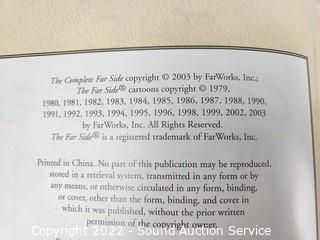 The Complete Far Side copyright © 2003 by FarWorks, Inc.;
The Far Side® cartoons copyright © 1979,
1980, 1981, 1982, 1983, 1984, 1985, 1986, 1987, 1988, 1990,
1991, 1992, 1993, 1994, 1995, 1996, 1998, 1999, 2002, 2003
by FarWorks, Inc. All Rights Reserved.
The Far Side® is a registered trademark of FarWorks, Inc.
Printed in China. No part of this publication may be reproduced,
stored in a retrieval system, transmitted in any form or by
any means, or otherwise circulated in any form, binding,
or cover, other than the form, binding, and cover in
which it was published, without the prior written
permission of the copyright owner.
Copyright 2022 - Sound Auction Service